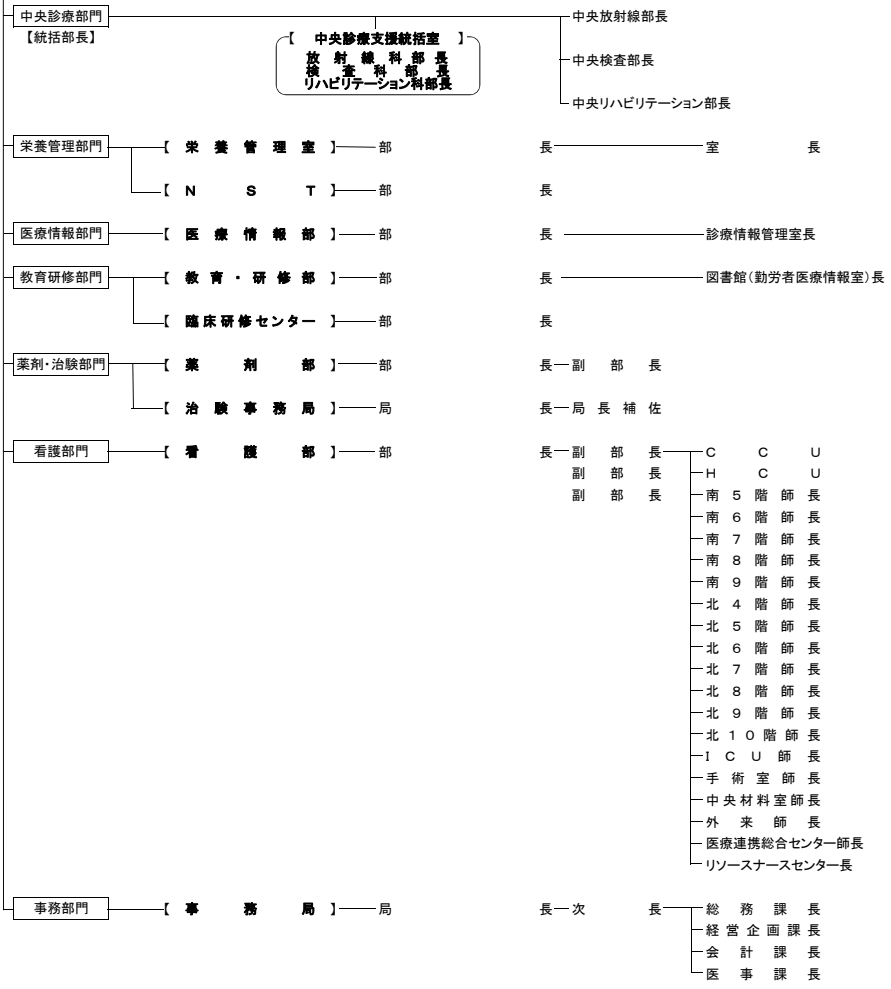 中央診療部門 中央放射線部長
【統括部長】 【 中央診療支援統括室 】
放射線科部長
中央検査部長
検査科部長
リハビリテーション科部長
中央リハビリテーション部長
栄養管理部門 【 栄養管理室 】 部長 室長
【 NST 】 部長
医療情報部門 【 医療情報部 】 部長 診療情報管理室長
教育研修部門 【 教育・研修部 】 部長 図書館(勤労者医療情報室)長
【 臨床研修センター 】 部長
薬剤・治験部門 【 薬剤部 】 部長 副部長
【 治験事務局 】 局長 局長補佐
看護部門 【 看護部 】 部長 副部長 CCU
副部長 HCU
副部長 南5階師長
南6階師長
南7階師長
南8階師長
南9階師長
北4階師長
北5階師長
北6階師長
北7階師長
北8階師長
北9階師長
北10階師長
ICU師長
手術室師長
中央材料室師長
外来師長
医療連携総合センター師長
リソースナースセンター長
事務部門 【 事務局 】 局長 次長 総務課長
経営企画課長
会計課長
医事課長